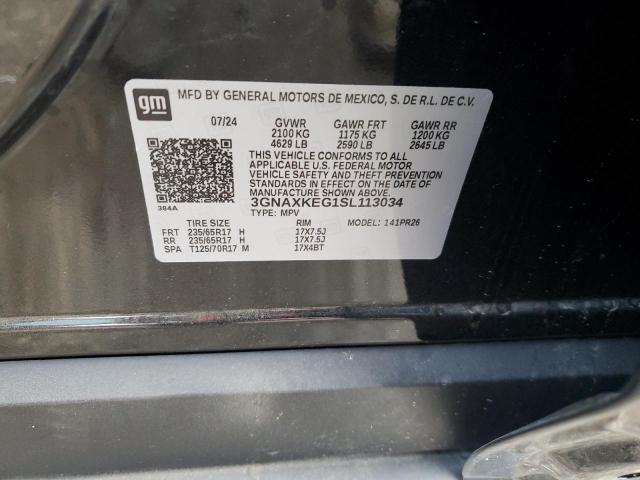 gm MFD BY GENERAL MOTORS DE MEXICO, S. DE R.L. DE C.V.
07/24 GVWR GAWR FRT GAWR RR
2100 KG 1175 KG 1200 KG
4629 LB 2590 LB 2645 LB
THIS VEHICLE CONFORMS TO ALL
APPLICABLE U.S. FEDERAL MOTOR
VEHICLE SAFETY AND THEFT PREVENTION
STANDARDS IN EFFECT ON THE DATE OF
MANUFACTURE SHOWN ABOVE.
384A 3GNAXKEG1SL113034
TYPE: MPV MODEL: 141PR26
TIRE SIZE RIM
FRT 235/65R17 H 17X7.5J
RR 235/65R17 H 17X7.5J
SPA T125/70R17 M 17X4BT